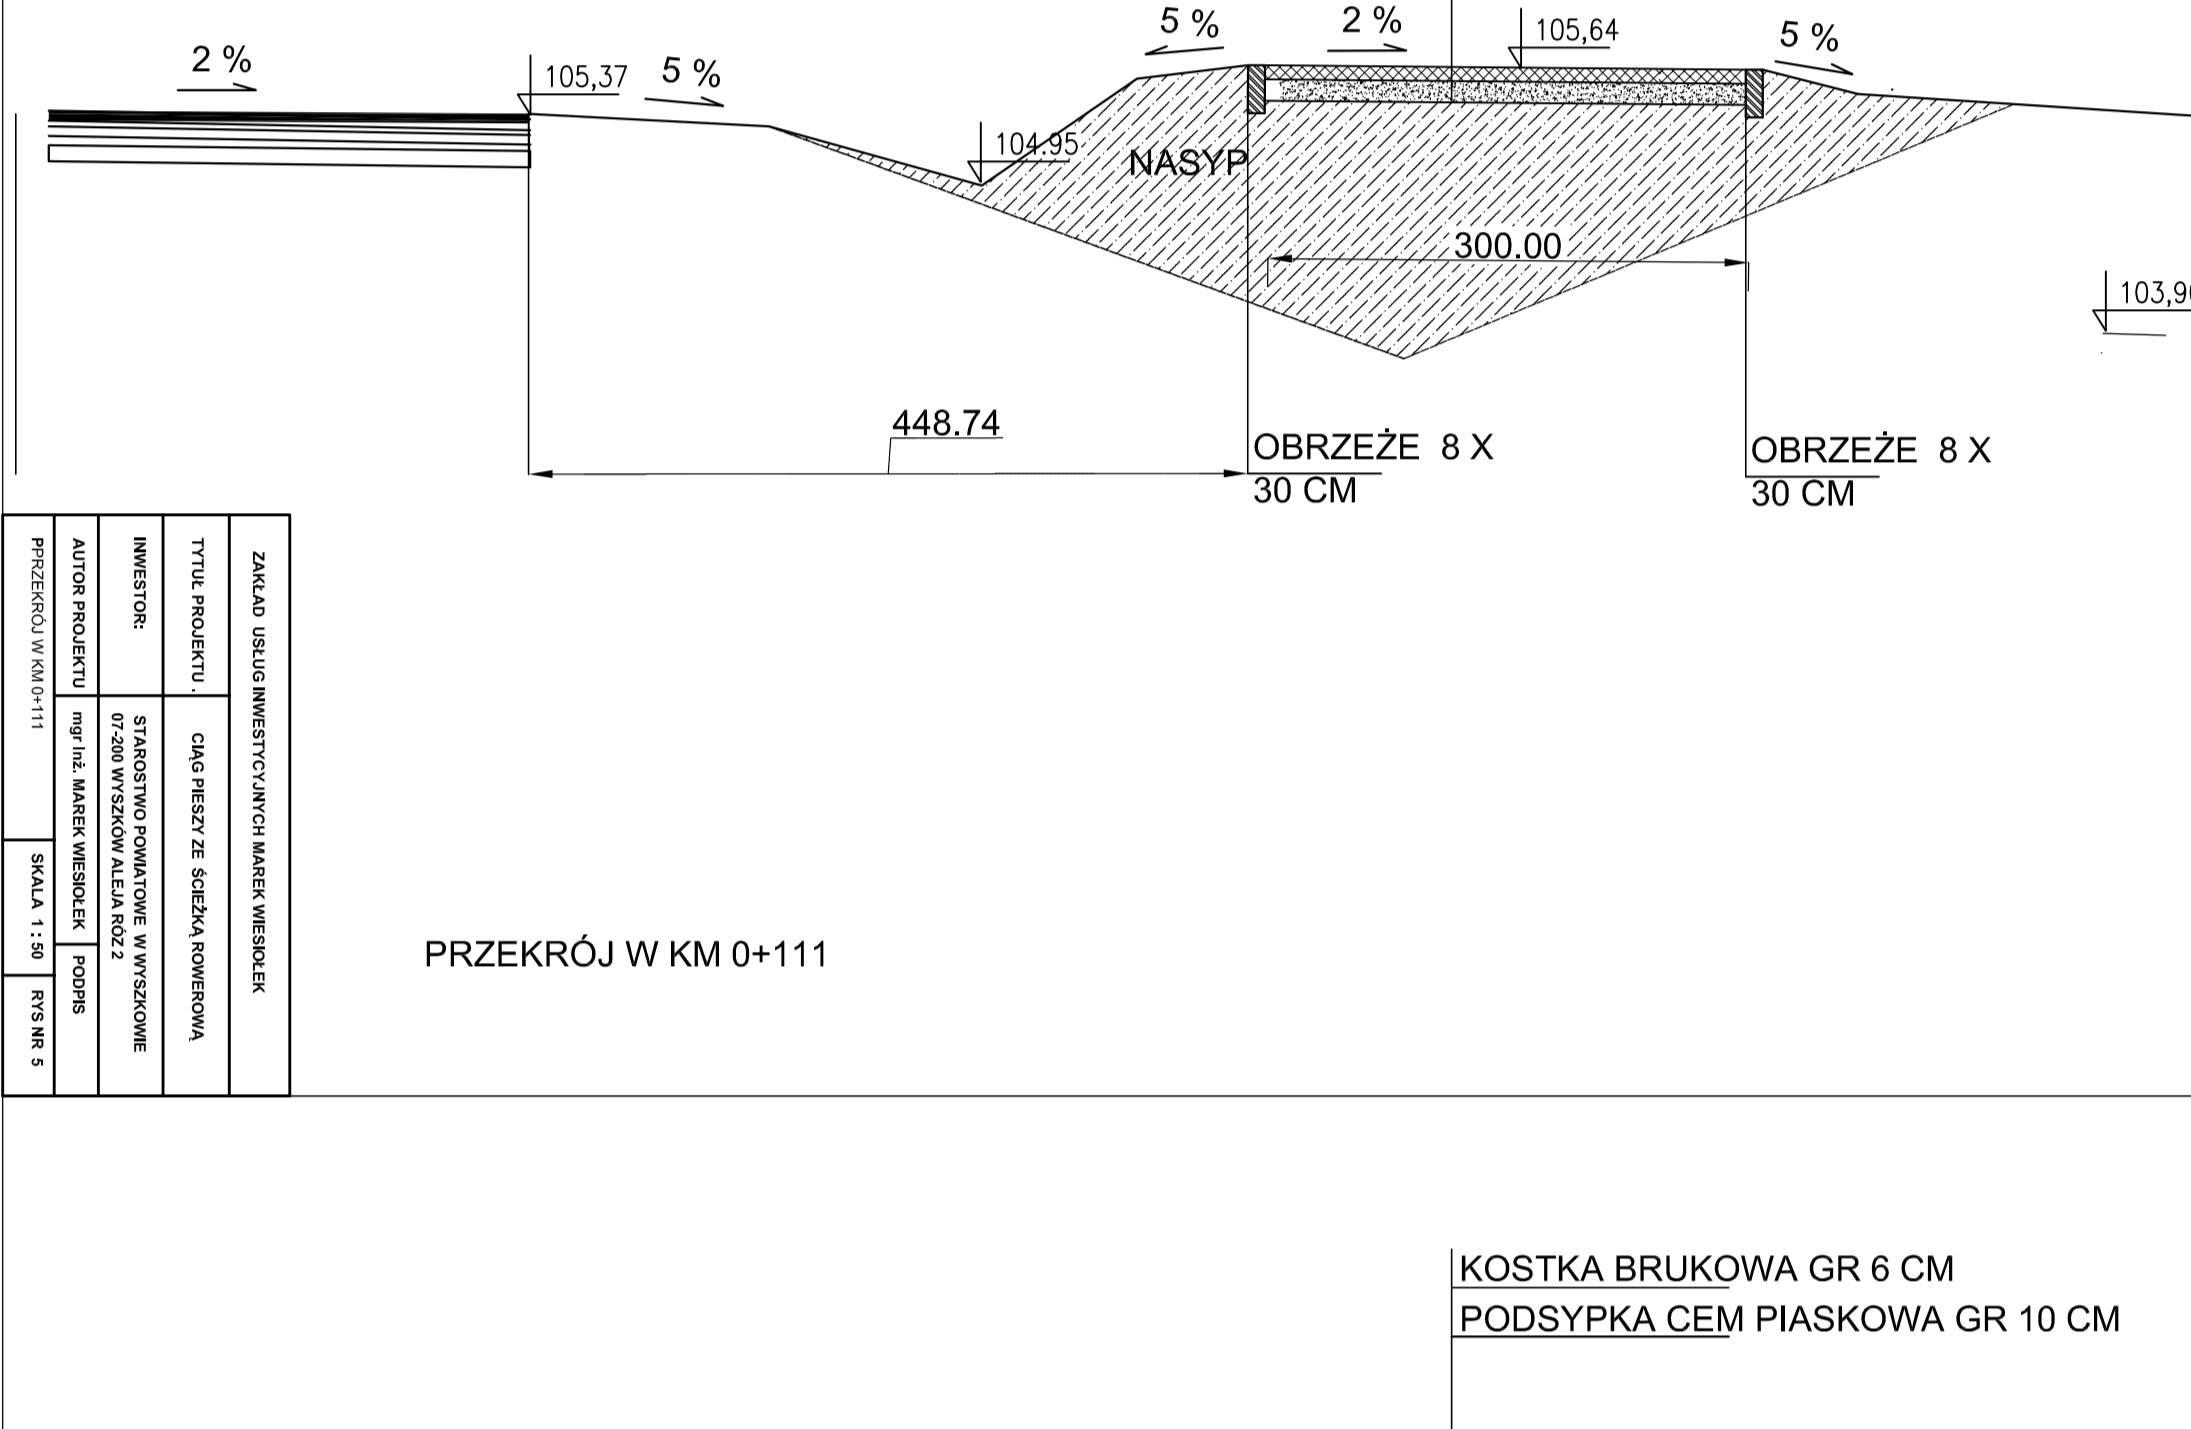 5 %
2 %
105,64
5 %
2 %
105,37
5 %
104.95
NASYP
300.00
448.74
OBRZEŻE 8 X
30 CM
OBRZEŻE 8 X
30 CM
ZAKŁAD USŁUG INWESTYCYJNYCH MAREK WIESIOŁEK
TYTUŁ PROJEKTU .
CIĄG PIESZY ZE ŚCIEŻKĄ ROWEROWĄ
INWESTOR:
STAROSTWO POWIATOWE W WYSZKOWIE
07-200 WYSZKÓW ALEJA RÓŻ 2
AUTOR PROJEKTU
mgr Inż. MAREK WIESIOŁEK
PODPIS
PPRZEKRÓJ W KM 0+111
SKALA 1 : 50
RYS NR 5
PRZEKRÓJ W KM 0+111
KOSTKA BRUKOWA GR 6 CM
PODSYPKA CEM PIASKOWA GR 10 CM